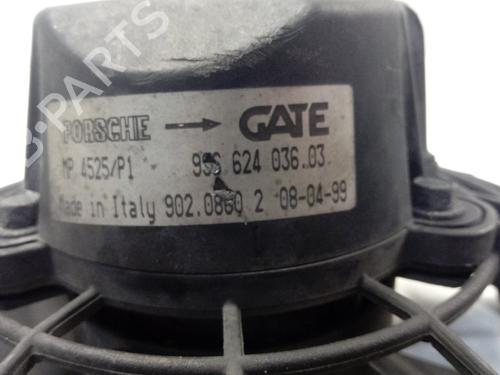 PORSCHE → GATE
MP 4525/P1 996 624 036.03
Made in Italy 902.0860 2 08-04-99
B-PARTS